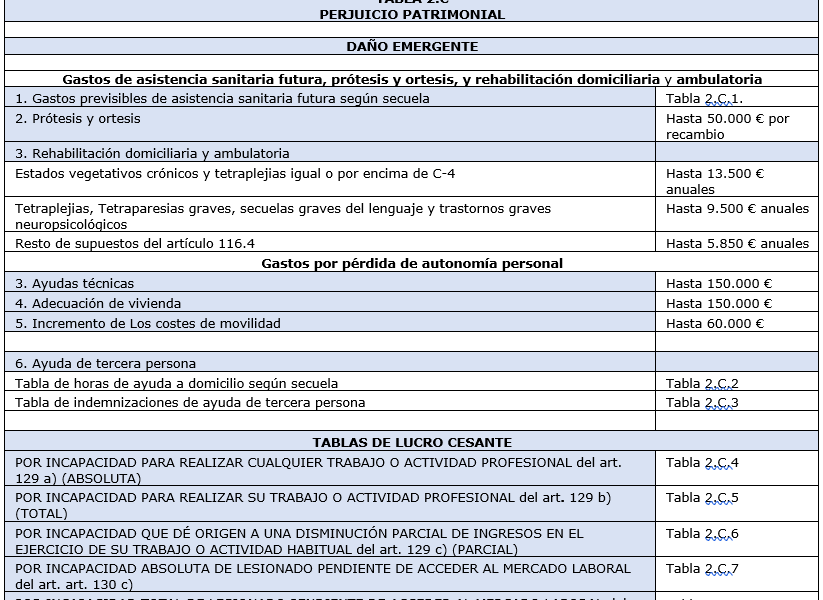 TABLA 2.C
PERJUICIO PATRIMONIAL
DAÑO EMERGENTE
Gastos de asistencia sanitaria futura, prótesis y ortesis, y rehabilitación domiciliaria y ambulatoria
1. Gastos previsibles de asistencia sanitaria futura según secuela Tabla 2.C.1.
2. Prótesis y ortesis Hasta 50.000 € por
recambio
3. Rehabilitación domiciliaria y ambulatoria
Estados vegetativos crónicos y tetraplejias igual o por encima de C-4 Hasta 13.500 €
anuales
Tetraplejias, Tetraparesias graves, secuelas graves del lenguaje y trastornos graves Hasta 9.500 € anuales
neuropsicológicos
Resto de supuestos del artículo 116.4 Hasta 5.850 € anuales
Gastos por pérdida de autonomía personal
3. Ayudas técnicas Hasta 150.000 €
4. Adecuación de vivienda Hasta 150.000 €
5. Incremento de Los costes de movilidad Hasta 60.000 €
6. Ayuda de tercera persona
Tabla de horas de ayuda a domicilio según secuela Tabla 2.C.2
Tabla de indemnizaciones de ayuda de tercera persona Tabla 2.C.3
TABLAS DE LUCRO CESANTE
POR INCAPACIDAD PARA REALIZAR CUALQUIER TRABAJO O ACTIVIDAD PROFESIONAL del art. Tabla 2.C.4
129 a) (ABSOLUTA)
POR INCAPACIDAD PARA REALIZAR SU TRABAJO O ACTIVIDAD PROFESIONAL del art. 129 b) Tabla 2.C.5
(TOTAL)
POR INCAPACIDAD QUE DÉ ORIGEN A UNA DISMINUCIÓN PARCIAL DE INGRESOS EN EL Tabla 2.C.6
EJERCICIO DE SU TRABAJO O ACTIVIDAD HABITUAL del art. 129 c) (PARCIAL)
POR INCAPACIDAD ABSOLUTA DE LESIONADO PENDIENTE DE ACCEDER AL MERCADO LABORAL Tabla 2.C.7
del art. art. 130 c)